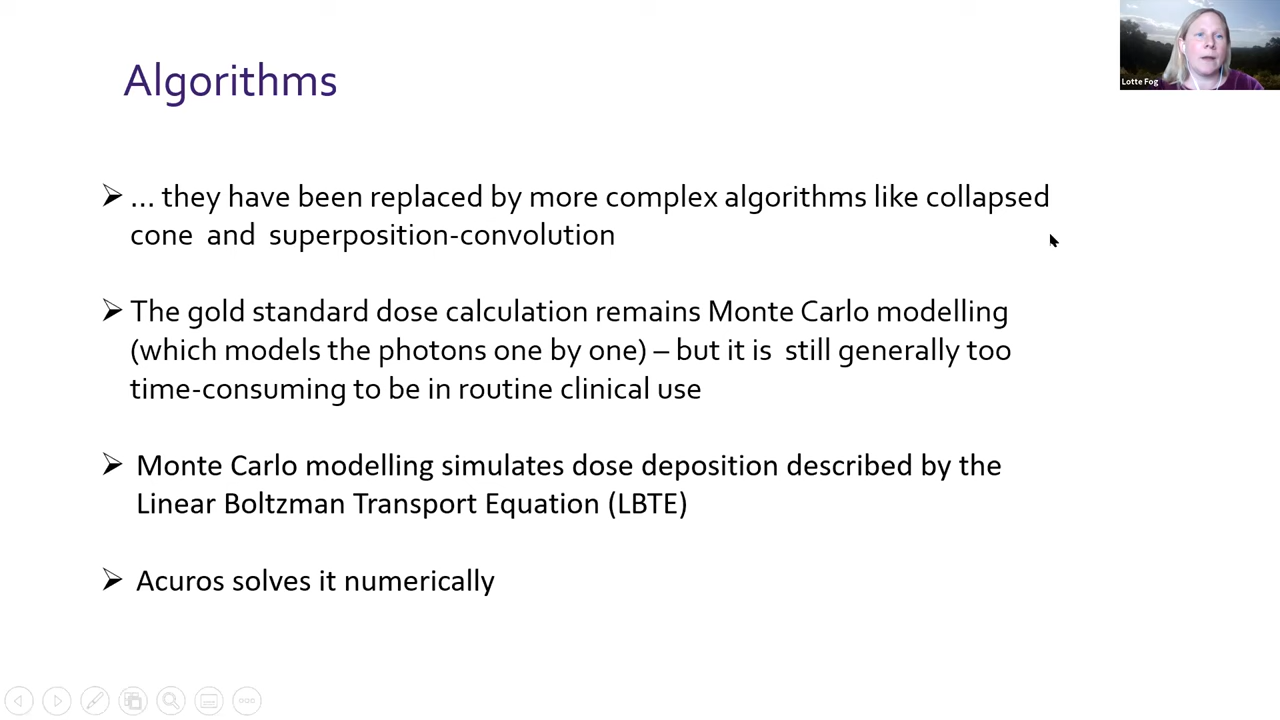 Algorithms
Lotte Fog
... they have been replaced by more complex algorithms like collapsed
cone and superposition-convolution
The gold standard dose calculation remains Monte Carlo modelling
(which models the photons one by one) – but it is still generally too
time-consuming to be in routine clinical use
Monte Carlo modelling simulates dose deposition described by the
Linear Boltzman Transport Equation (LBTE)
Acuros solves it numerically